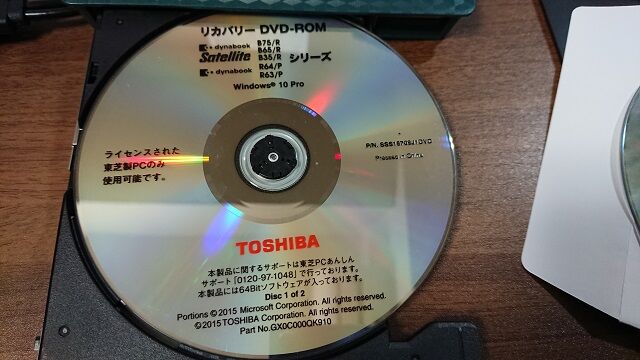 リカバリー DVD-ROM
dynabook B75/R
B65/R
Satellite B35/R シリーズ
dynabook R64/P
R63/P
Windows® 10 Pro
P/N. DVD
Pressed in China
ライセンスされた
東芝製PCのみ
使用可能です。
TOSHIBA
本製品に関するサポートは東芝PCあんしん
サポート「0120-97-1048」で行っております。
本製品には64Bitソフトウェアが入っております。
Disc 1 of 2
Portions ©2015 Microsoft Corporation. All rights reserved.
©2015 TOSHIBA Corporation. All rights reserved.
Part No.GX0C000QK910